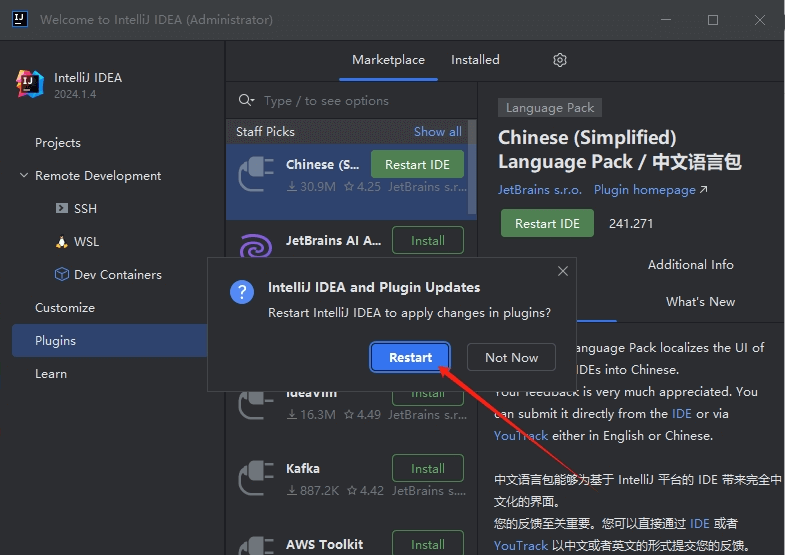 Welcome to IntelliJ IDEA (Administrator)
IntelliJ IDEA
2024.1.4
Projects
Remote Development
SSH
WSL
Dev Containers
Customize
Plugins
Learn
Marketplace
Installed
Type / to see options
Staff Picks
Show all
Chinese (S...
Restart IDE
30.9M
4.25
JetBrains s.r...
JetBrains AI A...
Install
IntelliJ IDEA and Plugin Updates
Restart IntelliJ IDEA to apply changes in plugins?
Restart
Not Now
IdeaVim
Install
16.3M
4.49
JetBrains s.r...
Kafka
Install
887.2K
4.42
JetBrains s.r....
AWS Toolkit
Install
Language Pack
Chinese (Simplified)
Language Pack / 中文语言包
JetBrains s.r.o.
Plugin homepage
Restart IDE
241.271
Additional Info
What's New
anguage Pack localizes the UI of
IDEs into Chinese.
Your feedback is very much appreciated. You
can submit it directly from the IDE or via
YouTrack either in English or Chinese.
中文语言包能够为基于 IntelliJ 平台的 IDE 带来完全中
文化的界面。
您的反馈至关重要。您可以直接通过 IDE 或者
YouTrack 以中文或者英文的形式提交您的反馈。